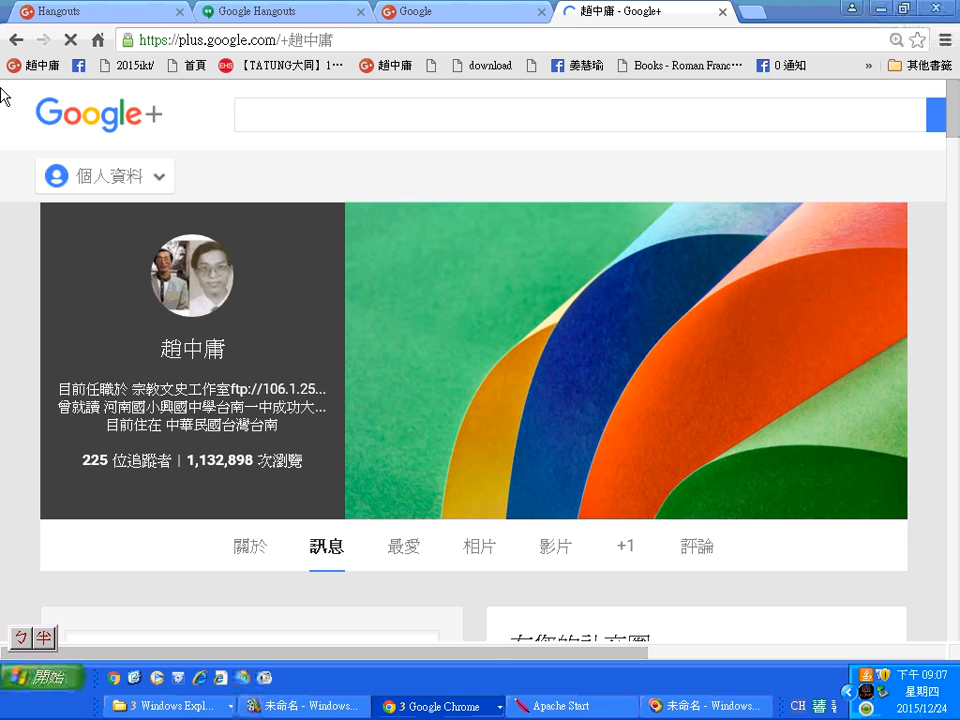 Hangouts
Google Hangouts
Google
趙中庸 - Google+
https://plus.google.com/+趙中庸
趙中庸
2015ikt/
首頁
【TATUNG大同】1…
趙中庸
download
姜慧瑜
Books - Roman Franc…
0 通知
»
其他書籤
Google+
個人資料
趙中庸
目前任職於 宗教文史工作室ftp://106.1.25...
曾就讀 河南國小興國中學台南一中成功大...
目前住在 中華民國台灣台南
225 位追蹤者 | 1,132,898 次瀏覽
關於
訊息
最愛
相片
影片
+1
評論
ㄅ半
開始
3 Windows Expl...
未命名 - Windows...
3 Google Chrome
Apache Start
未命名 - Windows...
CH
下午 09:07
星期四
2015/12/24